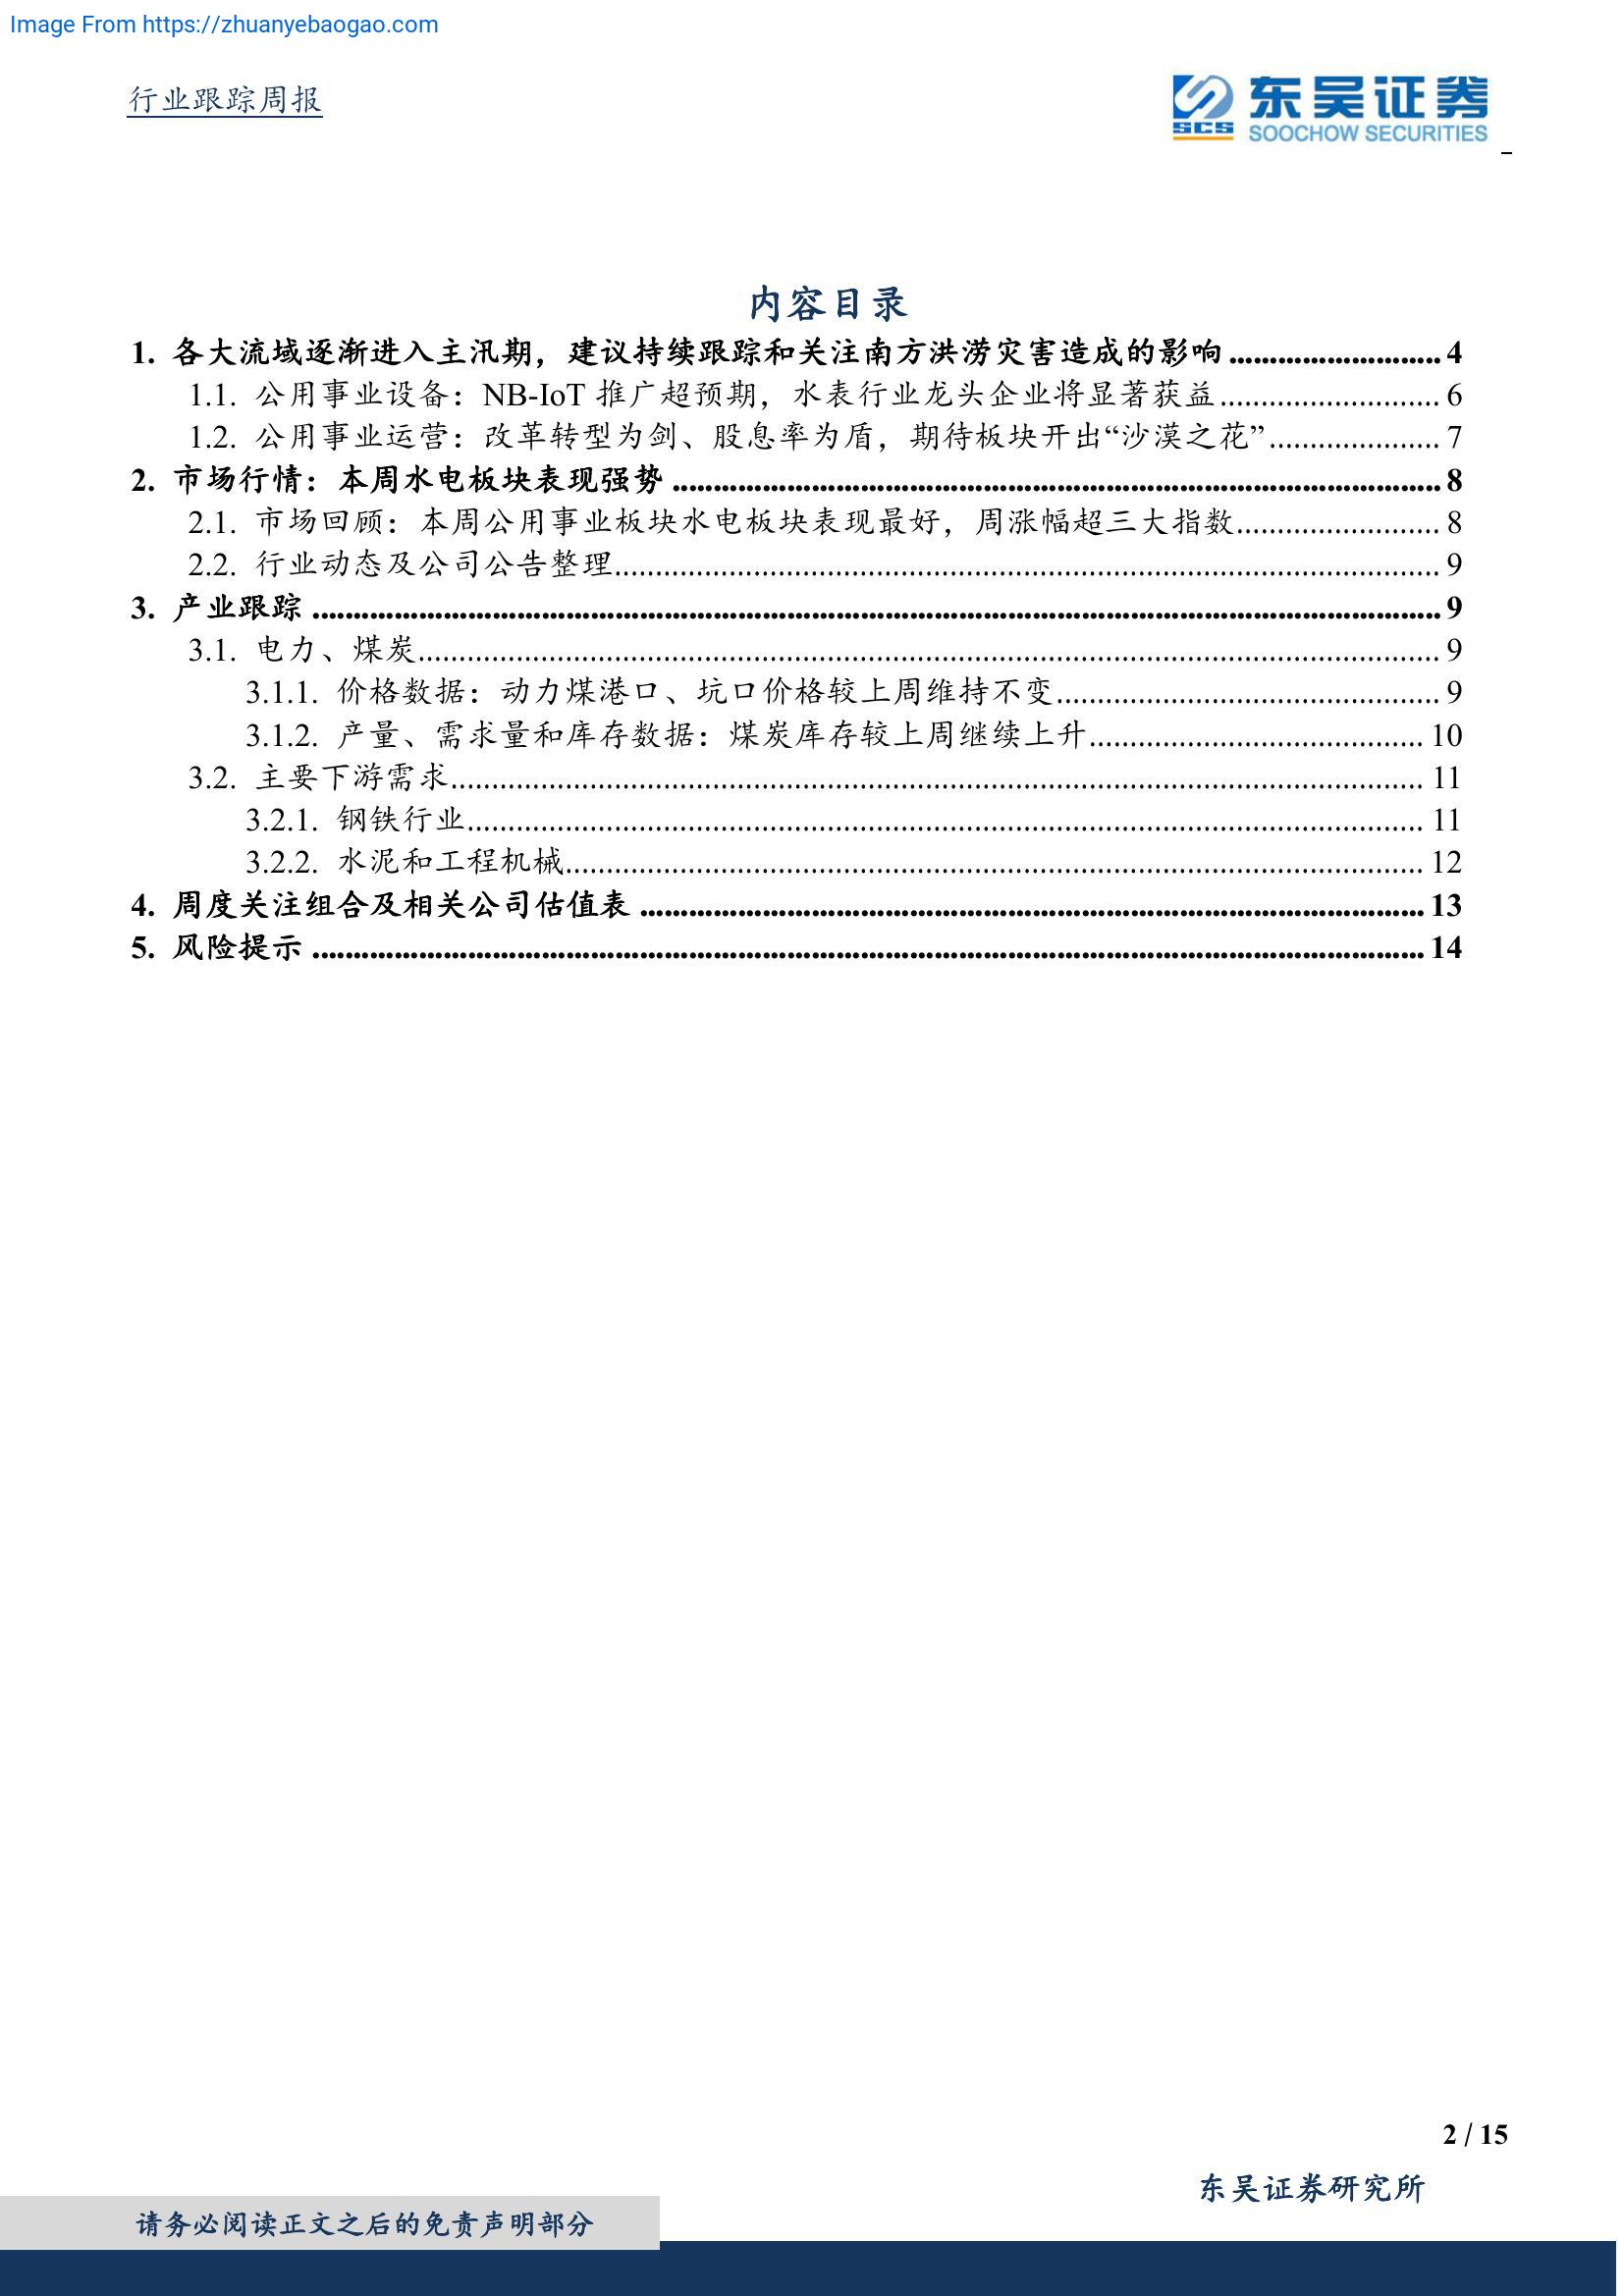 Image From https://zhuanyebaogao.com
行业跟踪周报
东吴证券
SCS
SOOCHOW SECURITIES
内容目录
1. 各大流域逐渐进入主汛期，建议持续跟踪和关注南方洪涝灾害造成的影响 .......................... 4
1.1. 公用事业设备：NB-IoT 推广超预期，水表行业龙头企业将显著获益........................... 6
1.2. 公用事业运营：改革转型为剑、股息率为盾，期待板块开出“沙漠之花”..................... 7
2. 市场行情：本周水电板块表现强势 .............................................................................................. 8
2.1. 市场回顾：本周公用事业板块水电板块表现最好，周涨幅超三大指数......................... 8
2.2. 行业动态及公司公告整理..................................................................................................... 9
3. 产业跟踪 .......................................................................................................................................... 9
3.1. 电力、煤炭............................................................................................................................. 9
3.1.1. 价格数据：动力煤港口、坑口价格较上周维持不变............................................... 9
3.1.2. 产量、需求量和库存数据：煤炭库存较上周继续上升......................................... 10
3.2. 主要下游需求....................................................................................................................... 11
3.2.1. 钢铁行业..................................................................................................................... 11
3.2.2. 水泥和工程机械......................................................................................................... 12
4. 周度关注组合及相关公司估值表 ................................................................................................ 13
5. 风险提示 ........................................................................................................................................ 14
2 / 15
东吴证券研究所
请务必阅读正文之后的免责声明部分